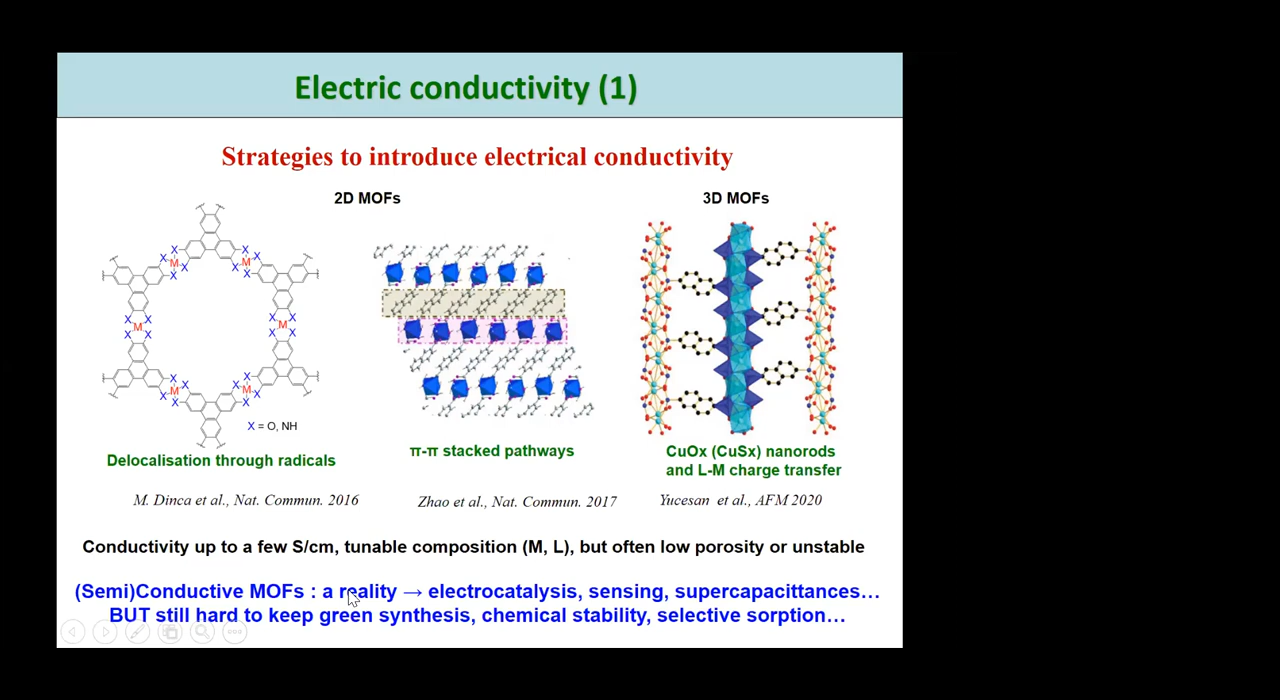 Electric conductivity (1)
Strategies to introduce electrical conductivity
2D MOFs
3D MOFs
X
X
M
X
X
X
X
M
X
X
X
X
M
X
X
X
X
M
X
X
X
X
M
X
X
X
X
M
X
X
X = O, NH
Delocalisation through radicals
π-π stacked pathways
CuOx (CuSx) nanorods
and L-M charge transfer
M. Dinca et al., Nat. Commun. 2016
Zhao et al., Nat. Commun. 2017
Yucesan et al., AFM 2020
Conductivity up to a few S/cm, tunable composition (M, L), but often low porosity or unstable
(Semi)Conductive MOFs : a reality → electrocatalysis, sensing, supercapacittances…
BUT still hard to keep green synthesis, chemical stability, selective sorption…